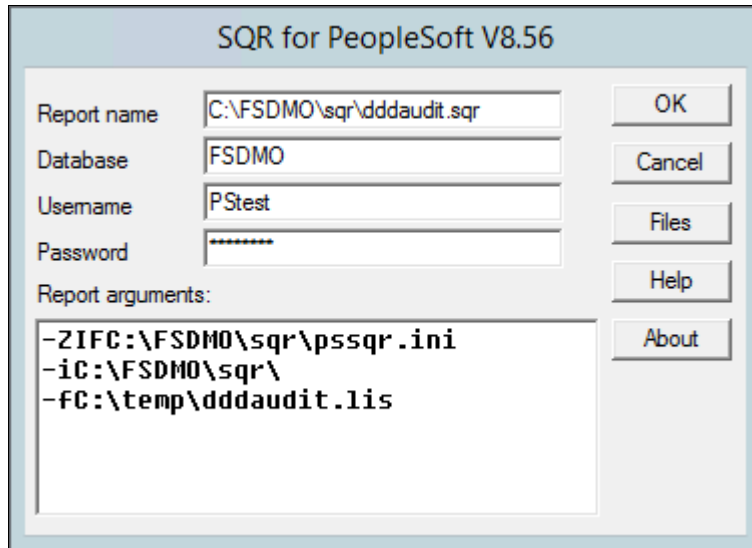 SQR for PeopleSoft V8.56
Report name C:\FSDMO\sqr\dddaudit.sqr OK
Database FSDMO Cancel
Username PStest Files
Password ********
Report arguments: Help
-ZIFC:\FSDMO\sqr\pssqr.ini About
-iC:\FSDMO\sqr\
-fC:\temp\dddaudit.lis